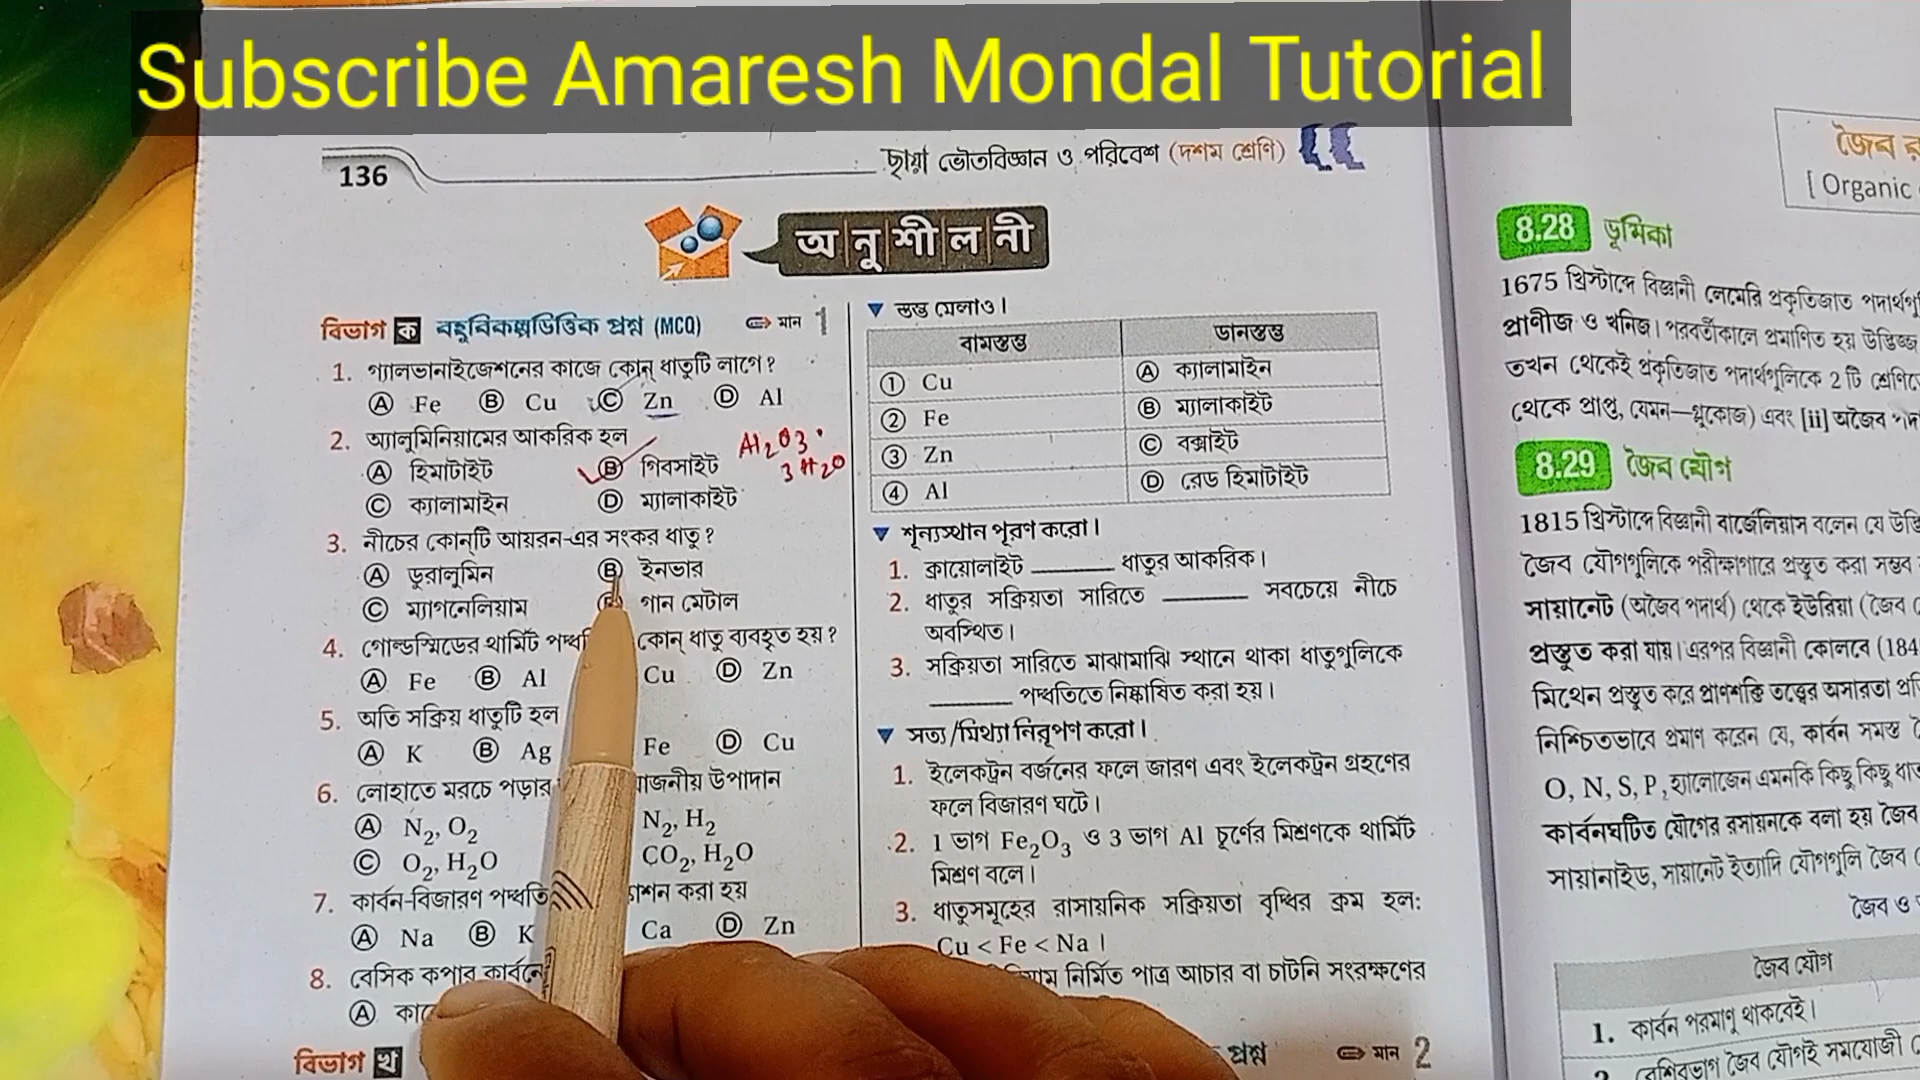 Subscribe Amaresh Mondal Tutorial
136
ছায়া ভৌতবিজ্ঞান ও পরিবেশ (দশম শ্রেণি)
অনুশীলনী
বিভাগ ক বহুবিকল্পভিত্তিক প্রশ্ন (MCQ) মান 1
1. গ্যালভানাইজেশনের কাজে কোন্ ধাতুটি লাগে?
A Fe B Cu C Zn D Al
2. অ্যালুমিনিয়ামের আকরিক হল
Al2O3·
3H2O
A হিমাটাইট B গিবসাইট
C ক্যালামাইন D ম্যালাকাইট
3. নীচের কোন্‌টি আয়রন-এর সংকর ধাতু?
A ডুরালুমিন B ইনভার
C ম্যাগনেলিয়াম গান মেটাল
4. গোল্ডস্মিডের থার্মিট কোন্ ধাতু ব্যবহৃত হয়?
A Fe B Al Cu D Zn
5. অতি সক্রিয় ধাতুটি হল
A K B Ag Fe D Cu
6. লোহাতে মরচে পড়ার উপাদান
A N2, O2 N2, H2
C O2, H2O CO2, H2O
7. কার্বন-বিজারণ করা হয়
A Na B K Ca D Zn
8. বেসিক কপার
A
বিভাগ খ
▼ স্তম্ভ মেলাও।
বামস্তম্ভ ডানস্তম্ভ
1 Cu A ক্যালামাইন
2 Fe B ম্যালাকাইট
3 Zn C বক্সাইট
4 Al D রেড হিমাটাইট
▼ শূন্যস্থান পূরণ করো।
1. ক্রায়োলাইট ______ ধাতুর আকরিক।
2. ধাতুর সক্রিয়তা সারিতে ______ সবচেয়ে নীচে
অবস্থিত।
3. সক্রিয়তা সারিতে মাঝামাঝি স্থানে থাকা ধাতুগুলিকে
______ পদ্ধতিতে নিষ্কাষিত করা হয়।
▼ সত্য/মিথ্যা নিরূপণ করো।
1. ইলেকট্রন বর্জনের ফলে জারণ এবং ইলেকট্রন গ্রহণের
ফলে বিজারণ ঘটে।
2. 1 ভাগ Fe2O3 ও 3 ভাগ Al চূর্ণের মিশ্রণকে থার্মিট
মিশ্রণ বলে।
3. ধাতুসমূহের রাসায়নিক সক্রিয়তা বৃদ্ধির ক্রম হল:
Cu < Fe < Na।
নির্মিত পাত্র আচার বা চাটনি সংরক্ষণের
প্রশ্ন মান 2
[ Organic
8.28 ভূমিকা
1675 খ্রিস্টাব্দে বিজ্ঞানী লেমেরি প্রকৃতিজাত
প্রাণীজ ও খনিজ। পরবর্তীকালে প্রমাণিত হয়
তখন থেকেই প্রকৃতিজাত পদার্থগুলিকে 2 টি
থেকে প্রাপ্ত, যেমন—গ্লুকোজ) এবং [ii] অজৈব
8.29 জৈব যৌগ
1815 খ্রিস্টাব্দে বিজ্ঞানী বার্জেলিয়াস বলেন যে
জৈব যৌগগুলিকে পরীক্ষাগারে প্রস্তুত করা সম্ভব
সায়ানেট (অজৈব পদার্থ) থেকে ইউরিয়া (জৈব
প্রস্তুত করা যায়। এরপর বিজ্ঞানী কোলবে (184
মিথেন প্রস্তুত করে প্রাণশক্তি তত্ত্বের অসারতা
নিশ্চিতভাবে প্রমাণ করেন যে, কার্বন সমস্ত
O, N, S, P, হ্যালোজেন এমনকি কিছু কিছু
কার্বনঘটিত যৌগের রসায়নকে বলা হয় জৈব
সায়ানাইড, সায়ানেট ইত্যাদি যৌগগুলি জৈব
জৈব ও
জৈব যৌগ
1. কার্বন পরমাণু থাকবেই।
বেশিরভাগ জৈব যৌগই সমযোজী